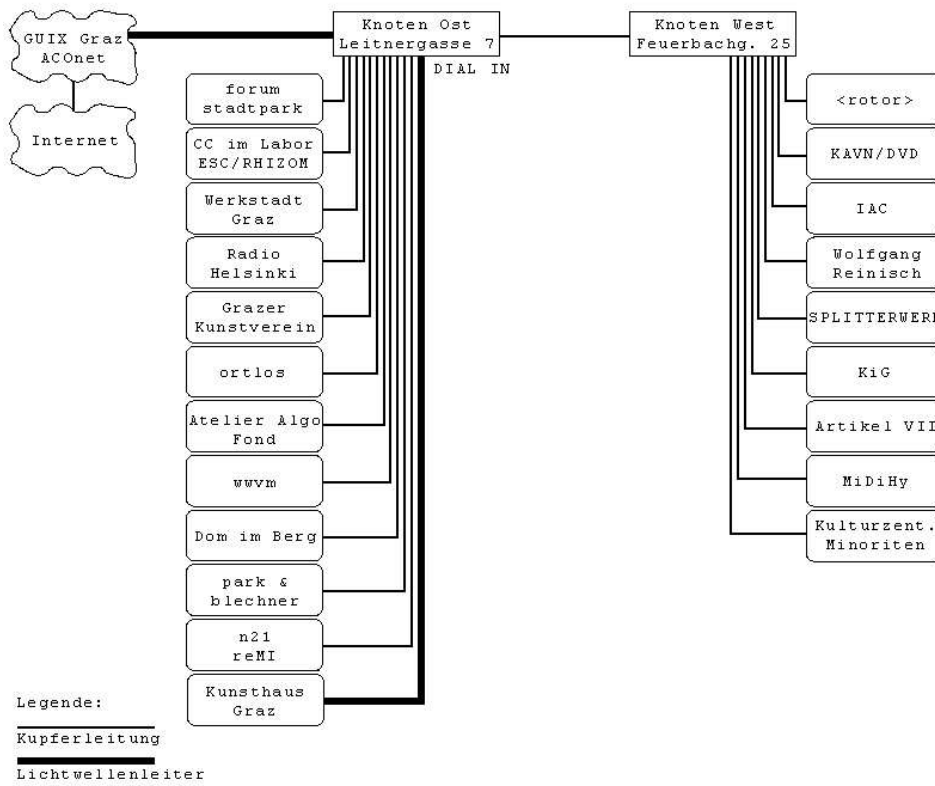 GUIX Graz
ACOnet
Internet
Knoten Ost
Leitnergasse 7
DIAL IN
Knoten West
Feuerbachg. 25
forum
stadtpark
CC im Labor
ESC/RHIZOM
Werkstadt
Graz
Radio
Helsinki
Grazer
Kunstverein
ortlos
Atelier Algo
Fond
wwvm
Dom im Berg
park &
blechner
n21
reMI
Kunsthaus
Graz
<rotor>
KAVN/DVD
IAC
Wolfgang
Reinisch
SPLITTERWERK
KiG
Artikel VII
MiDiHy
Kulturzent.
Minoriten
Legende:
Kupferleitung
Lichtwellenleiter